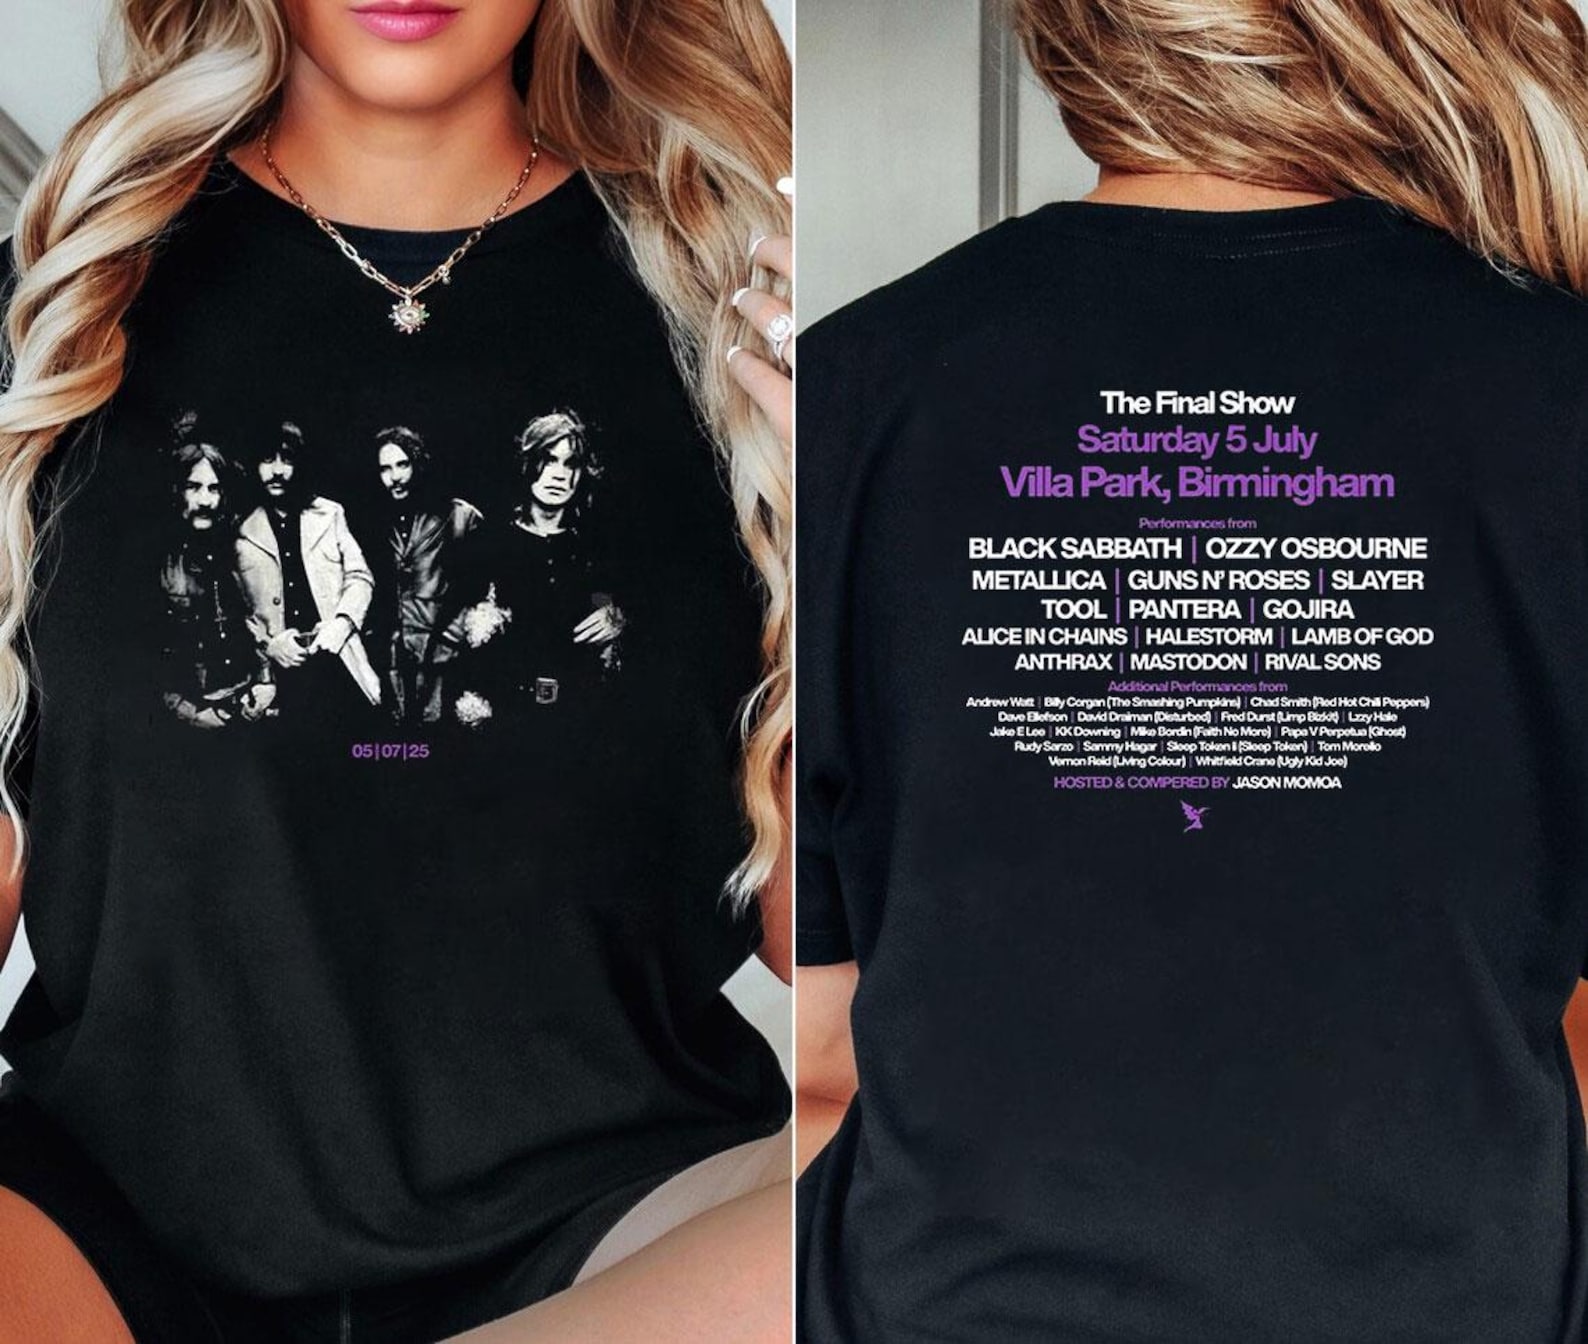 05|07|25
The Final Show
Saturday 5 July
Villa Park, Birmingham
Performances from
BLACK SABBATH | OZZY OSBOURNE
METALLICA | GUNS N' ROSES | SLAYER
TOOL | PANTERA | GOJIRA
ALICE IN CHAINS | HALESTORM | LAMB OF GOD
ANTHRAX | MASTODON | RIVAL SONS
Additional Performances from
Andrew Watt | Billy Corgan (The Smashing Pumpkins) | Chad Smith (Red Hot Chili Peppers)
Dave Ellefson | David Draiman (Disturbed) | Fred Durst (Limp Bizkit) | Lzzy Hale
Jake E Lee | KK Downing | Mike Bordin (Faith No More) | Papa V Perpetua (Ghost)
Rudy Sarzo | Sammy Hagar | Sleep Token ii (Sleep Token) | Tom Morello
Vernon Reid (Living Colour) | Whitfield Crane (Ugly Kid Joe)
HOSTED & COMPERED BY JASON MOMOA